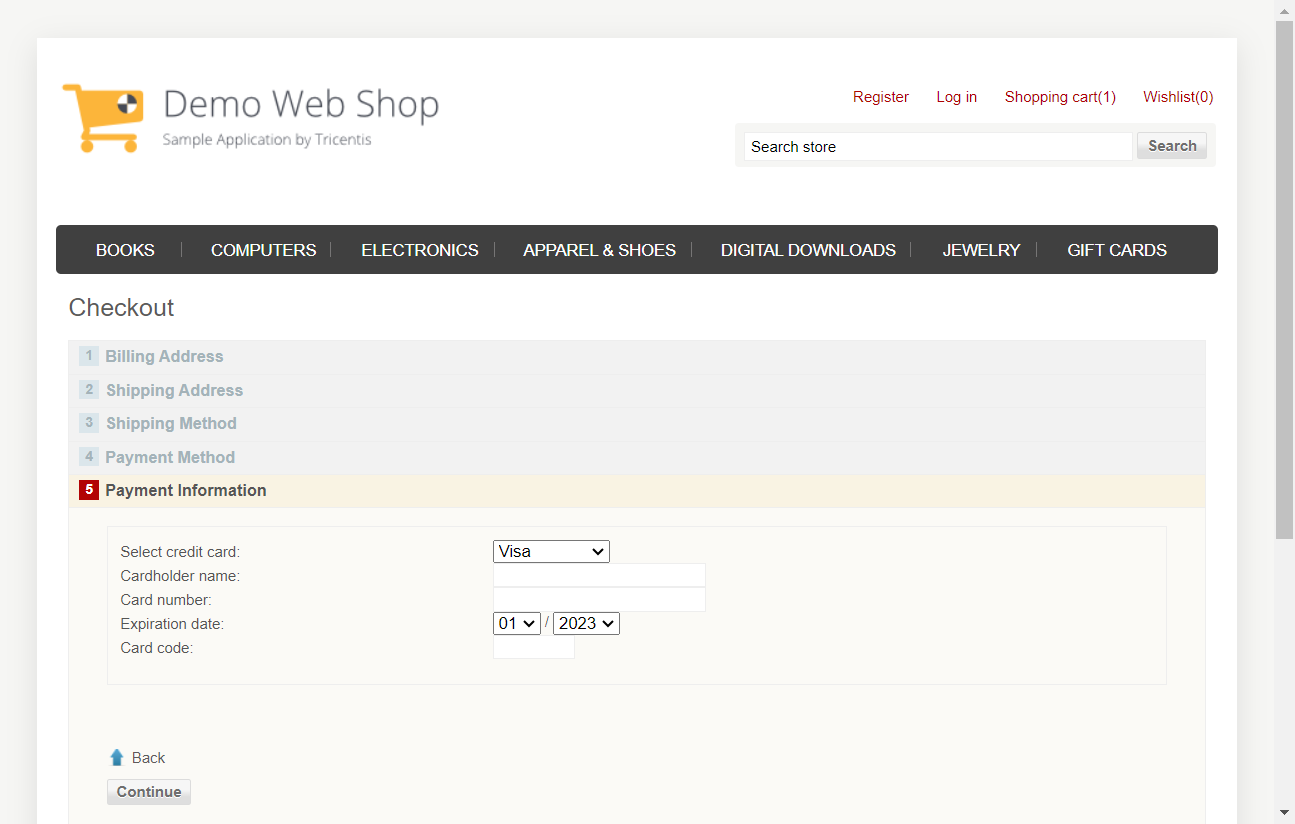 Demo Web Shop
Sample Application by Tricentis
Register Log in Shopping cart(1) Wishlist(0)
Search store Search
BOOKS COMPUTERS ELECTRONICS APPAREL & SHOES DIGITAL DOWNLOADS JEWELRY GIFT CARDS
Checkout
1 Billing Address
2 Shipping Address
3 Shipping Method
4 Payment Method
5 Payment Information
Select credit card: Visa
Cardholder name:
Card number:
Expiration date: 01 / 2023
Card code:
Back
Continue